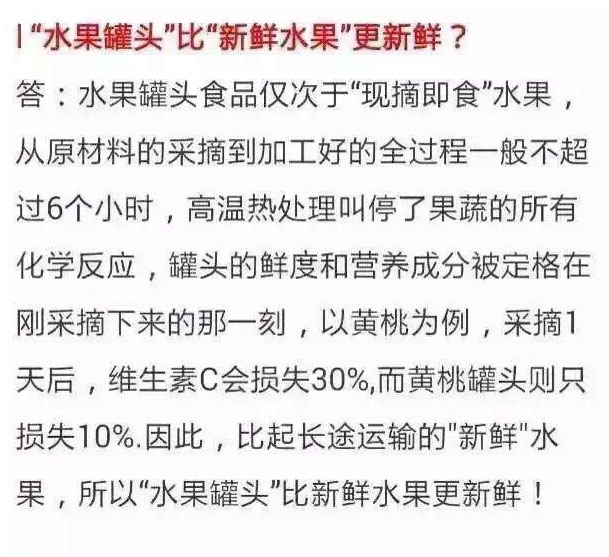 “水果罐头”比“新鲜水果”更新鲜？
答：水果罐头食品仅次于“现摘即食”水果，
从原材料的采摘到加工好的全过程一般不超
过6个小时，高温热处理叫停了果蔬的所有
化学反应，罐头的鲜度和营养成分被定格在
刚采摘下来的那一刻，以黄桃为例，采摘1
天后，维生素C会损失30%,而黄桃罐头则只
损失10%.因此，比起长途运输的"新鲜"水
果，所以“水果罐头”比新鲜水果更新鲜！